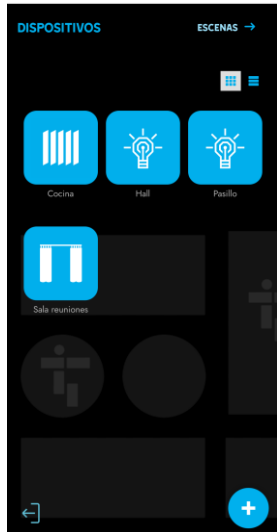 DISPOSITIVOS
ESCENAS →
Cocina
Hall
Pasillo
Sala reuniones